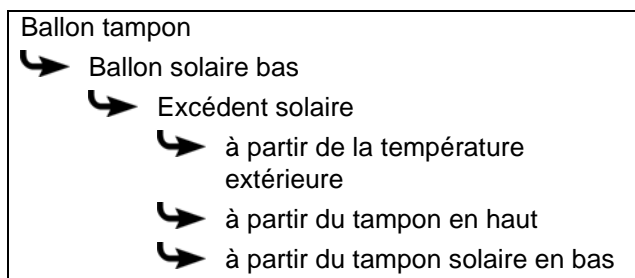 Ballon tampon
Ballon solaire bas
Excédent solaire
à partir de la température
extérieure
à partir du tampon en haut
à partir du tampon solaire en bas